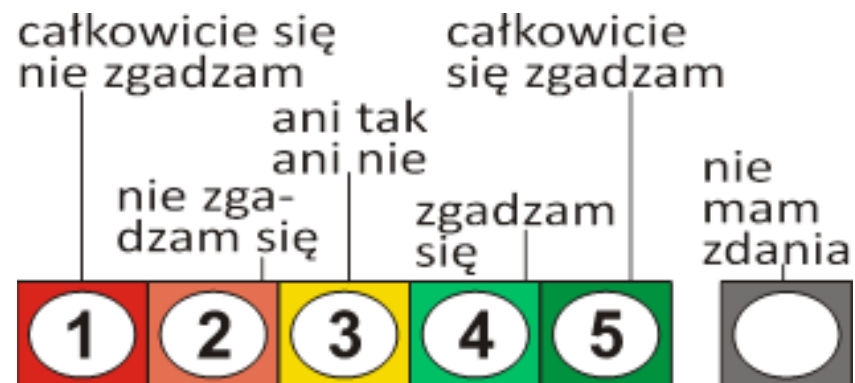 całkowicie się
nie zgadzam
całkowicie
się zgadzam
ani tak
ani nie
nie zga-
dzam się
zgadzam
się
nie
mam
zdania
1 2 3 4 5